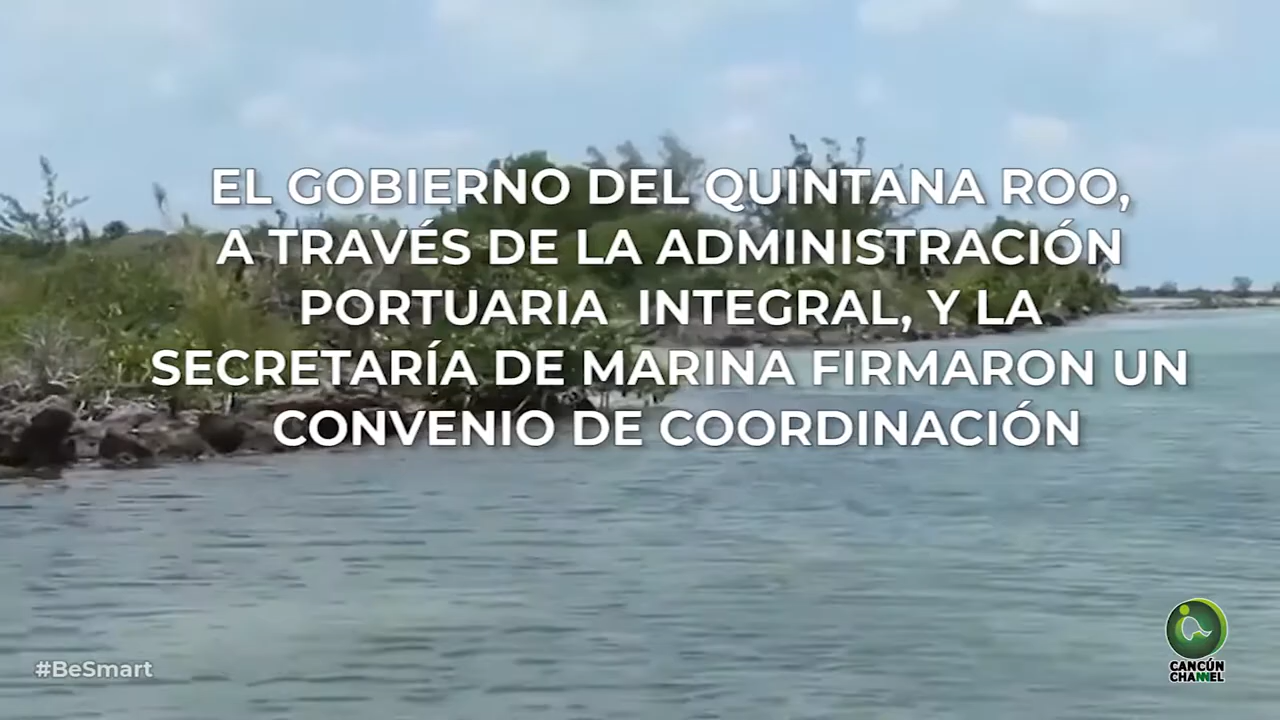 EL GOBIERNO DEL QUINTANA ROO,
A TRAVÉS DE LA ADMINISTRACIÓN
PORTUARIA  INTEGRAL, Y LA
SECRETARÍA DE MARINA FIRMARON UN
CONVENIO DE COORDINACIÓN
#BeSmart
CANCÚN
CHANNEL